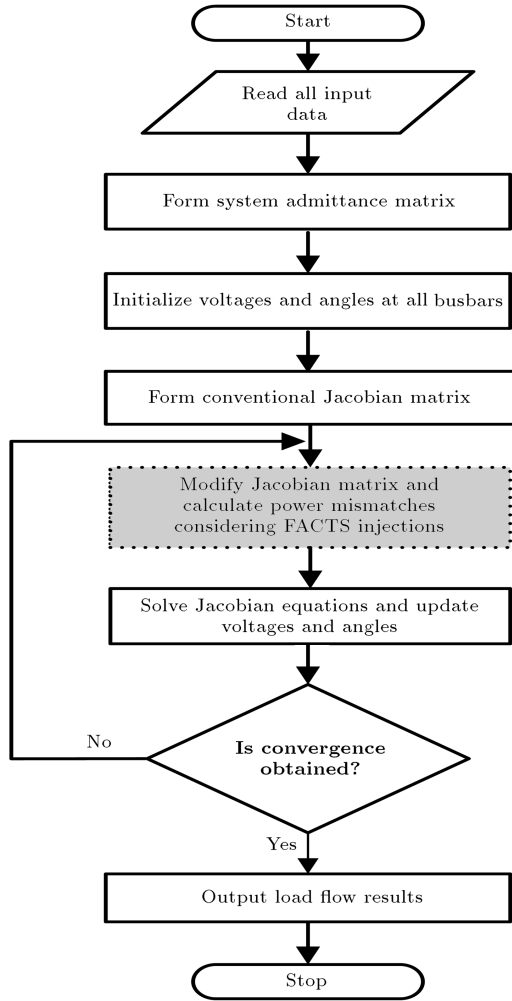 Start
Read all input
data
Form system admittance matrix
Initialize voltages and angles at all busbars
Form conventional Jacobian matrix
Modify Jacobian matrix and
calculate power mismatches
considering FACTS injections
Solve Jacobian equations and update
voltages and angles
Is convergence
obtained?
No
Yes
Output load flow results
Stop